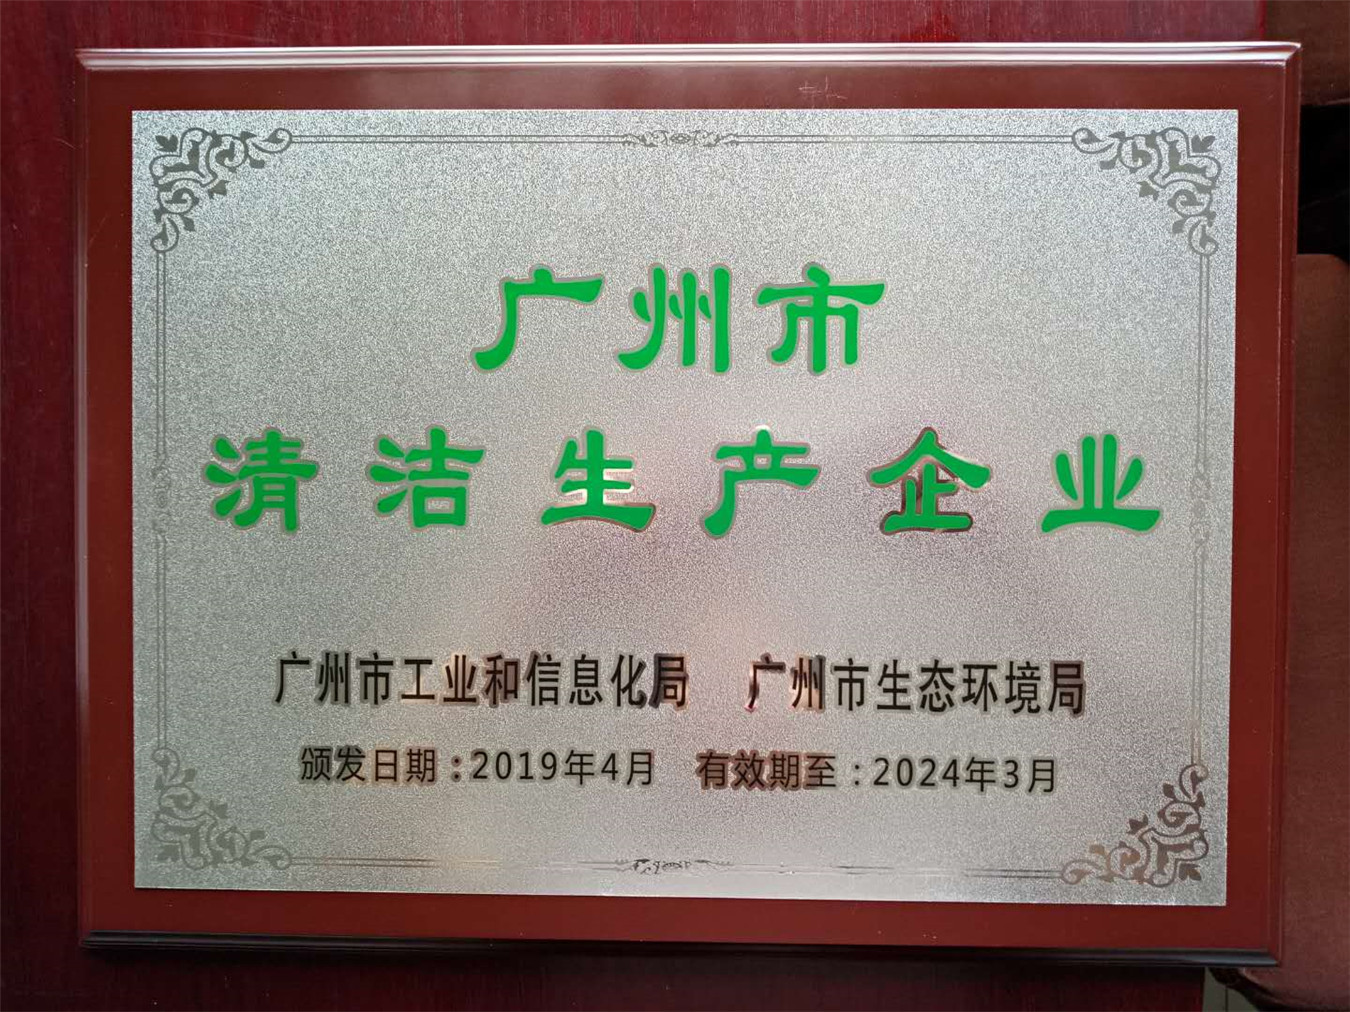 广州市
清洁生产企业
广州市工业和信息化局 广州市生态环境局
颁发日期:2019年4月 有效期至:2024年3月